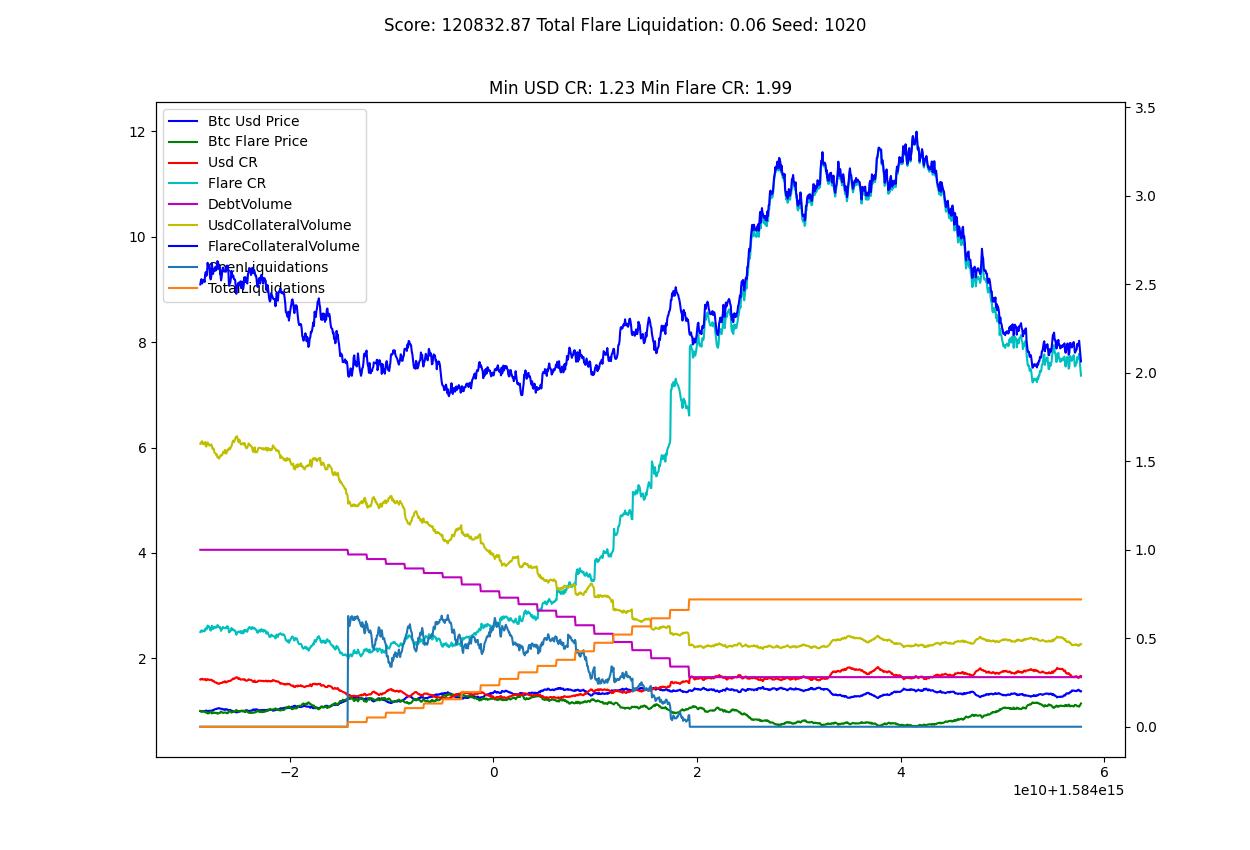 Score: 120832.87 Total Flare Liquidation: 0.06 Seed: 1020
Min USD CR: 1.23 Min Flare CR: 1.99
Btc Usd Price
Btc Flare Price
Usd CR
Flare CR
DebtVolume
UsdCollateralVolume
FlareCollateralVolume
OpenLiquidations
TotalLiquidations
12
10
8
6
4
2
3.5
3.0
2.5
2.0
1.5
1.0
0.5
0.0
−2
0
2
4
6
1e10+1.584e15